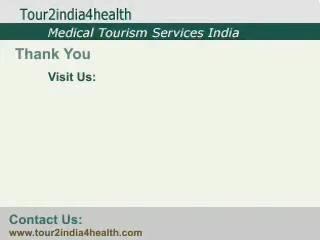 Tour2india4health
Medical Tourism Services India
Thank You
Visit Us:
Contact Us:
www.tour2india4health.com